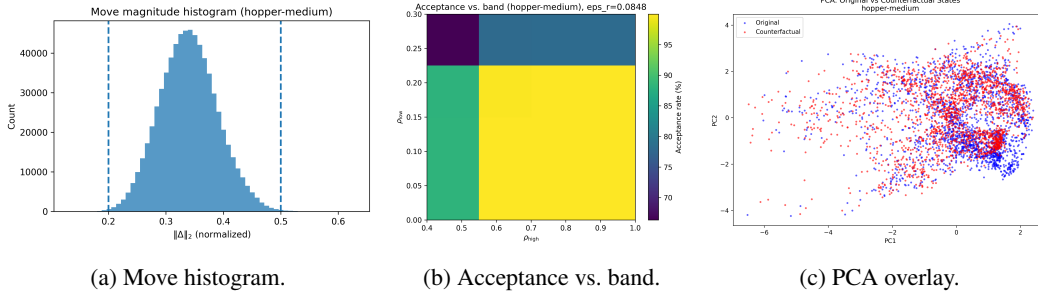 Move magnitude histogram (hopper-medium)
Count
40000
30000
20000
10000
0
0.2
0.3
0.4
0.5
0.6
‖Δ‖₂ (normalized)
(a) Move histogram.
Acceptance vs. band (hopper-medium), eps_r=0.0848
ρlow
0.30
0.25
0.20
0.15
0.10
0.05
0.00
0.4
0.5
0.6
0.7
0.8
0.9
1.0
ρhigh
95
90
85
80
75
70
Acceptance rate (%)
(b) Acceptance vs. band.
PCA: Original vs Counterfactual States
hopper-medium
Original
Counterfactual
PC2
4
2
0
−2
−4
−6
−4
−2
0
2
PC1
(c) PCA overlay.